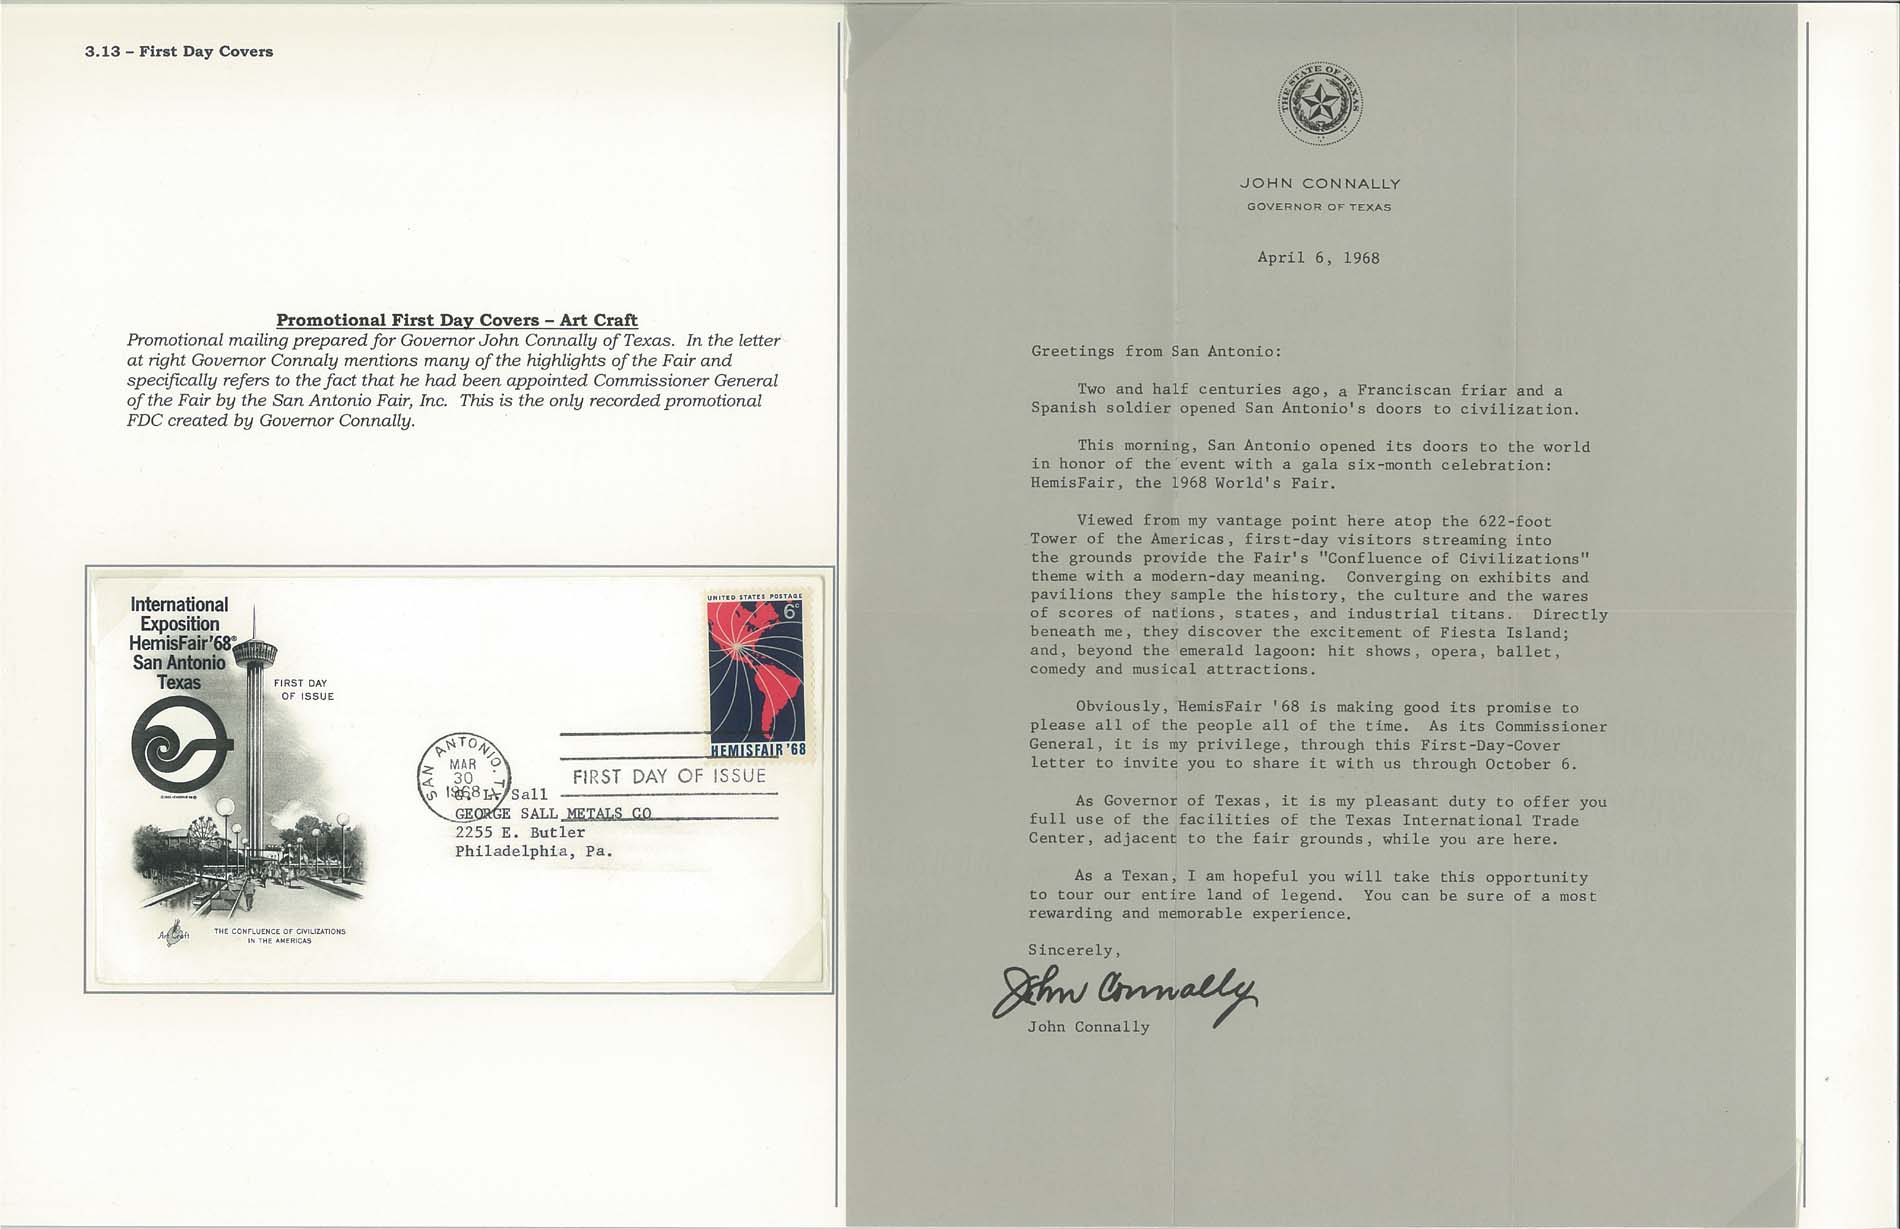 3.13 – First Day Covers
Promotional First Day Covers – Art Craft
Promotional mailing prepared for Governor John Connally of Texas.  In the letter
at right Governor Connaly mentions many of the highlights of the Fair and
specifically refers to the fact that he had been appointed Commissioner General
of the Fair by the San Antonio Fair, Inc.  This is the only recorded promotional
FDC created by Governor Connally.
International
Exposition
HemisFair'68®
San Antonio
Texas
FIRST DAY
OF ISSUE
THE CONFLUENCE OF CIVILIZATIONS
IN THE AMERICAS
Art Craft
UNITED STATES POSTAGE
6c
HEMISFAIR '68
SAN ANTONIO, TX
MAR
30
1968
FIRST DAY OF ISSUE
L. Sall
GEORGE SALL METALS CO
2255 E. Butler
Philadelphia, Pa.
THE STATE OF TEXAS
JOHN CONNALLY
GOVERNOR OF TEXAS
April 6, 1968
Greetings from San Antonio:
Two and half centuries ago, a Franciscan friar and a
Spanish soldier opened San Antonio's doors to civilization.
This morning, San Antonio opened its doors to the world
in honor of the event with a gala six-month celebration:
HemisFair, the 1968 World's Fair.
Viewed from my vantage point here atop the 622-foot
Tower of the Americas, first-day visitors streaming into
the grounds provide the Fair's "Confluence of Civilizations"
theme with a modern-day meaning.  Converging on exhibits and
pavilions they sample the history, the culture and the wares
of scores of nations, states, and industrial titans.  Directly
beneath me, they discover the excitement of Fiesta Island;
and, beyond the emerald lagoon: hit shows, opera, ballet,
comedy and musical attractions.
Obviously, HemisFair '68 is making good its promise to
please all of the people all of the time.  As its Commissioner
General, it is my privilege, through this First-Day-Cover
letter to invite you to share it with us through October 6.
As Governor of Texas, it is my pleasant duty to offer you
full use of the facilities of the Texas International Trade
Center, adjacent to the fair grounds, while you are here.
As a Texan, I am hopeful you will take this opportunity
to tour our entire land of legend.  You can be sure of a most
rewarding and memorable experience.
Sincerely,
John Connally
John Connally